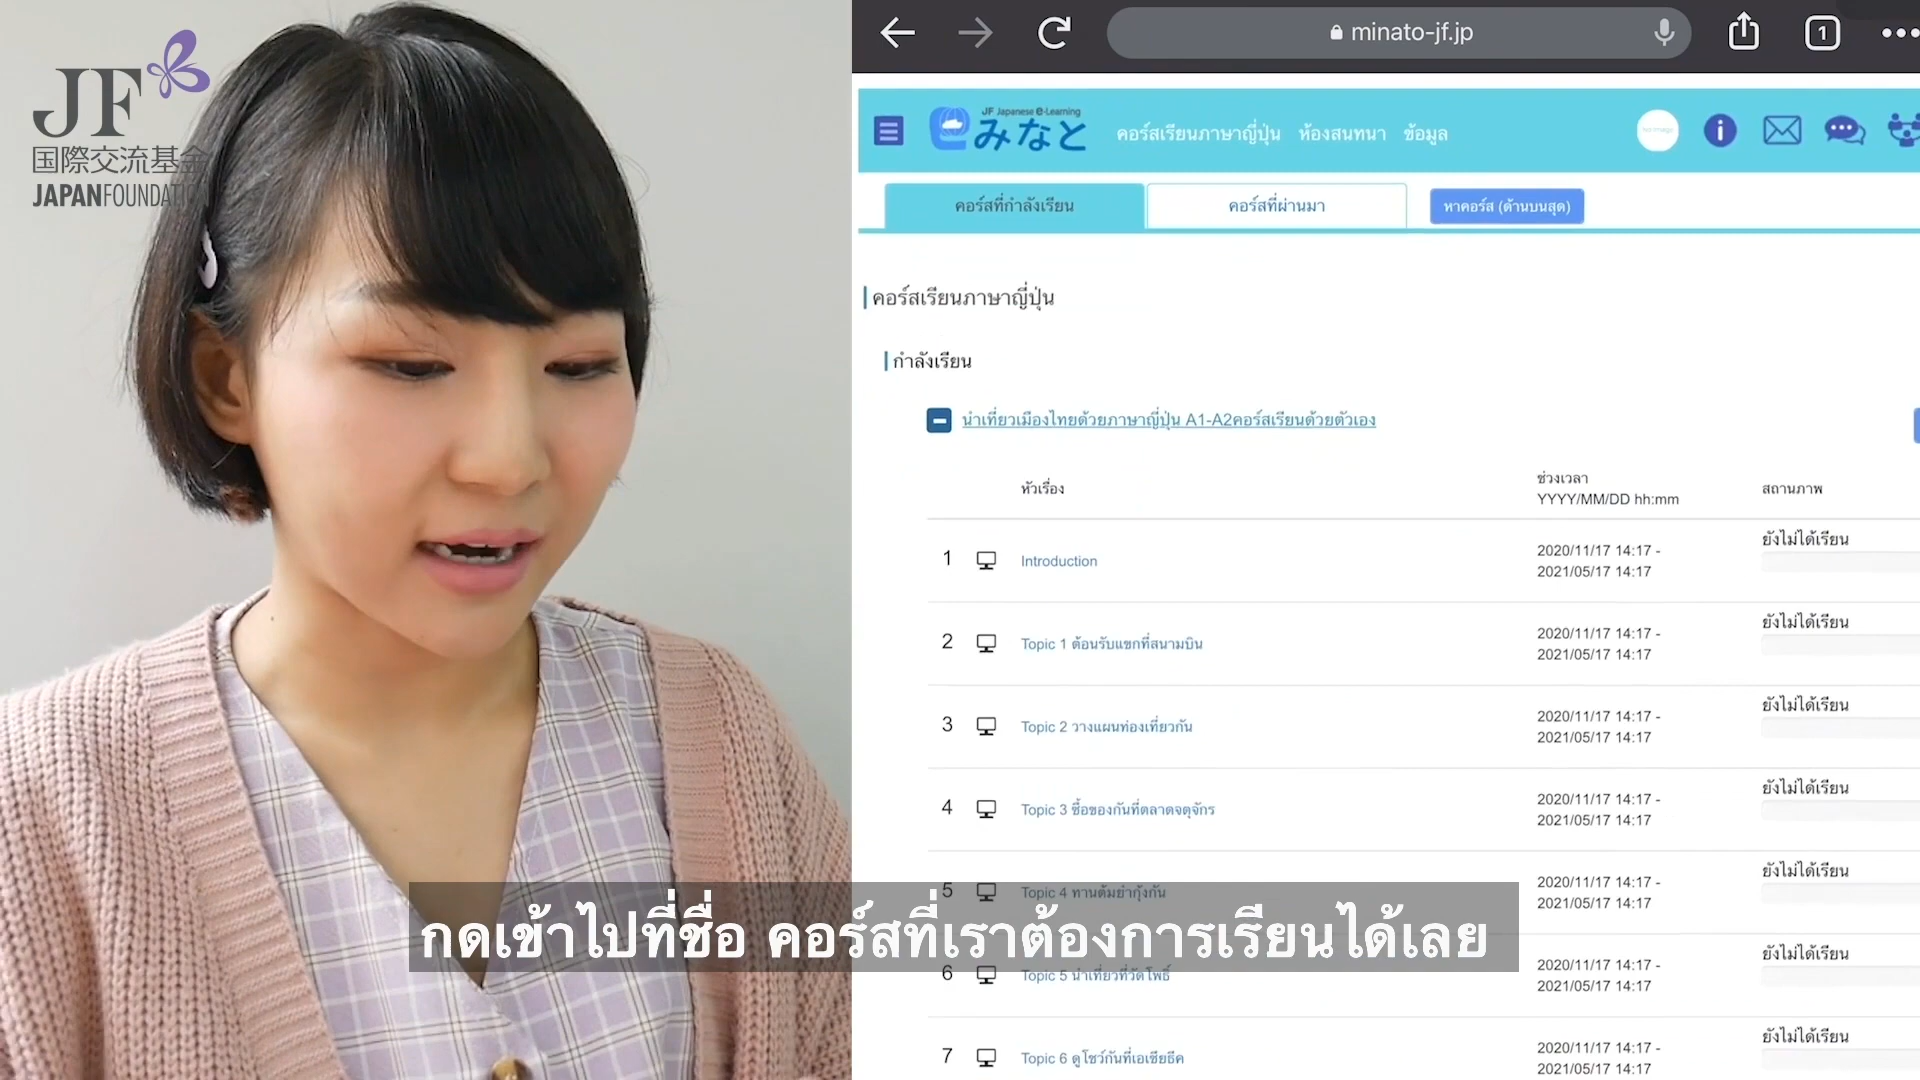 JF
国際交流基金
JAPANFOUNDATION
minato-jf.jp
1
JF Japanese e-Learning
みなと
คอร์สเรียนภาษาญี่ปุ่น ห้องสนทนา ข้อมูล
คอร์สที่กำลังเรียน
คอร์สที่ผ่านมา
หาคอร์ส (ด้านบนสุด)
คอร์สเรียนภาษาญี่ปุ่น
กำลังเรียน
นำเที่ยวเมืองไทยด้วยภาษาญี่ปุ่น A1-A2คอร์สเรียนด้วยตัวเอง
หัวเรื่อง
ช่วงเวลา
YYYY/MM/DD hh:mm
สถานภาพ
1
Introduction
2020/11/17 14:17 -
2021/05/17 14:17
ยังไม่ได้เรียน
2
Topic 1 ต้อนรับแขกที่สนามบิน
2020/11/17 14:17 -
2021/05/17 14:17
ยังไม่ได้เรียน
3
Topic 2 วางแผนท่องเที่ยวกัน
2020/11/17 14:17 -
2021/05/17 14:17
ยังไม่ได้เรียน
4
Topic 3 ซื้อของกันที่ตลาดจตุจักร
2020/11/17 14:17 -
2021/05/17 14:17
ยังไม่ได้เรียน
5
Topic 4 ทานต้มยำกุ้งกัน
2020/11/17 14:17 -
2021/05/17 14:17
ยังไม่ได้เรียน
กดเข้าไปที่ชื่อ คอร์สที่เราต้องการเรียนได้เลย
6
Topic 5 นำเที่ยวที่วัดโพธิ์
2020/11/17 14:17 -
2021/05/17 14:17
ยังไม่ได้เรียน
7
Topic 6 ดูโชว์กันที่เอเชียธีค
2020/11/17 14:17 -
2021/05/17 14:17
ยังไม่ได้เรียน